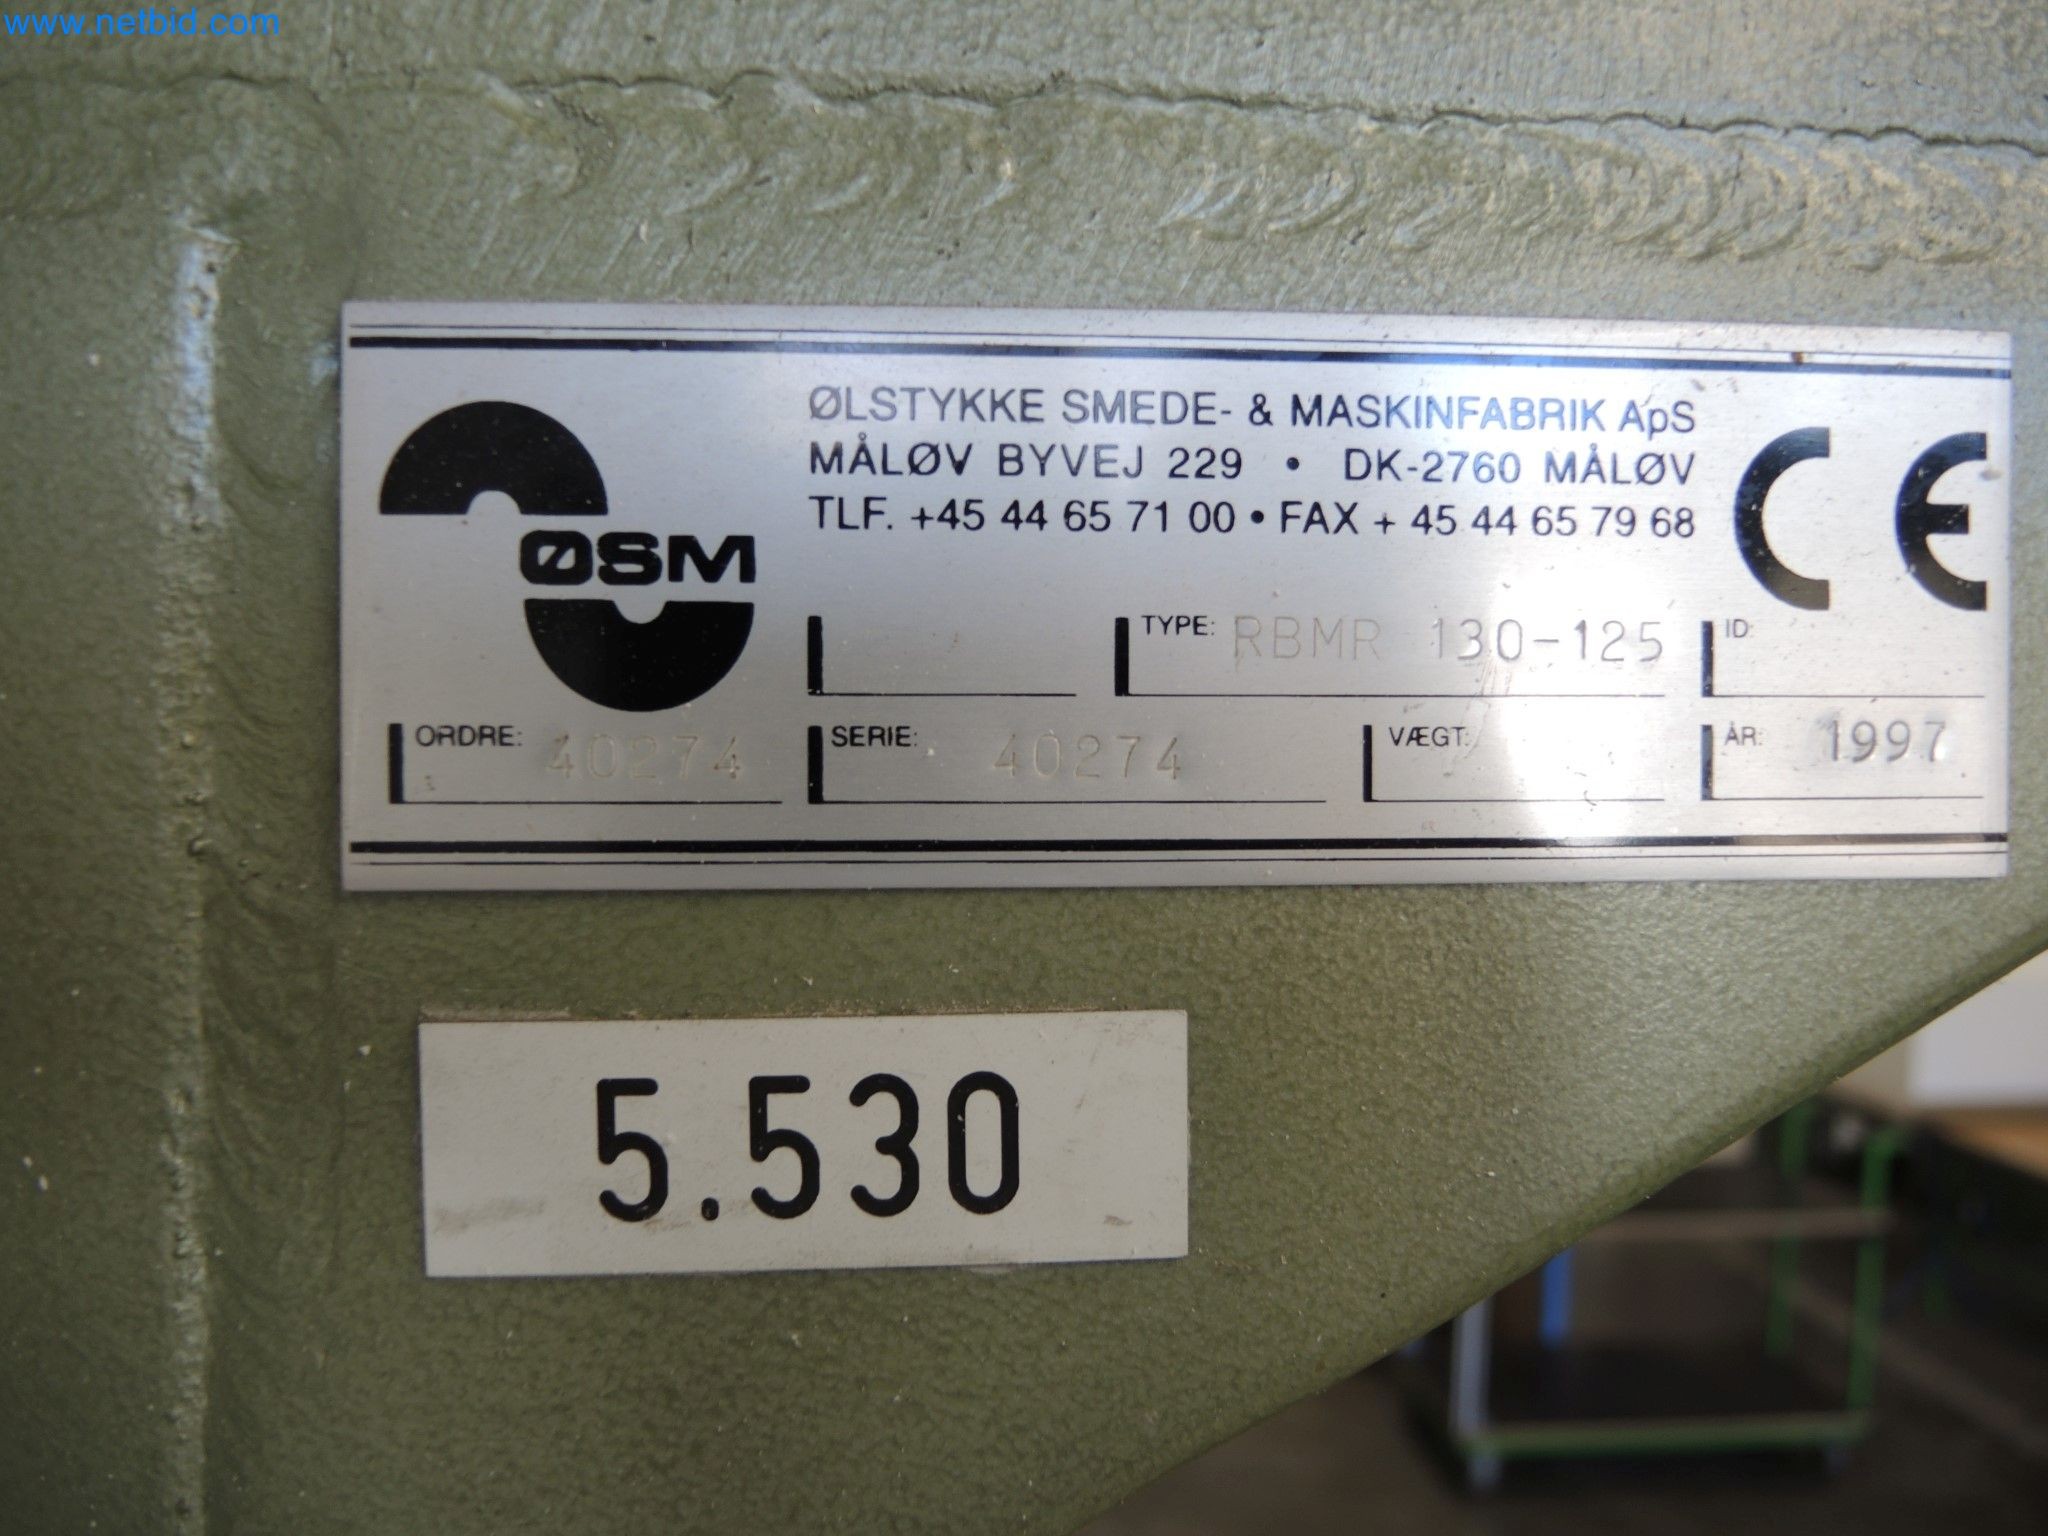 www.netbid.com
ØLSTYKKE SMEDE- & MASKINFABRIK ApS
MÅLØV BYVEJ 229 • DK-2760 MÅLØV
TLF. +45 44 65 71 00 • FAX + 45 44 65 79 68
CE
ØSM
TYPE: RBMR 130-125 ID:
ORDRE: 40274 SERIE: 40274 VÆGT: ÅR: 1997
5.530